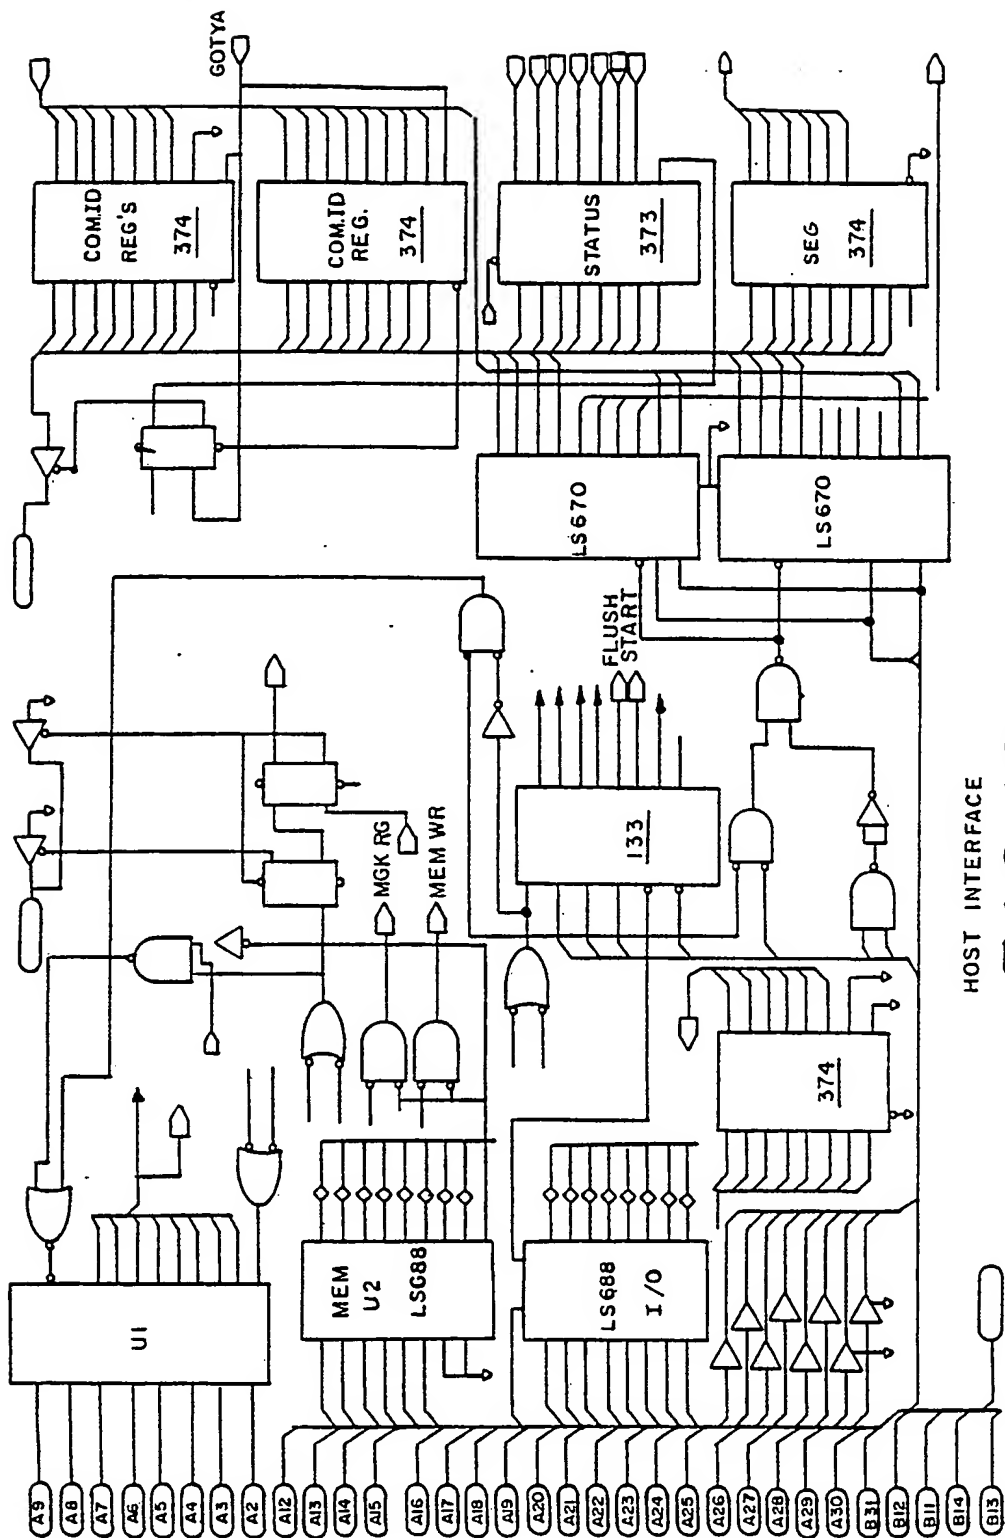 A9
A8
A7
A6
A5
A4
A3
A2
A12
A13
A14
A15
A16
A17
A18
A19
A20
A21
A22
A23
A24
A25
A26
A27
A28
A29
A30
B31
B12
B11
B14
B13
U1
MEM
U2
LSG88
LS688
I/O
374
MGK RG
MEM WR
133
FLUSH
START
LS670
LS670
COM.ID
REG'S
374
GOTYA
COM.ID
REG.
374
STATUS
373
SEG
374
HOST INTERFACE